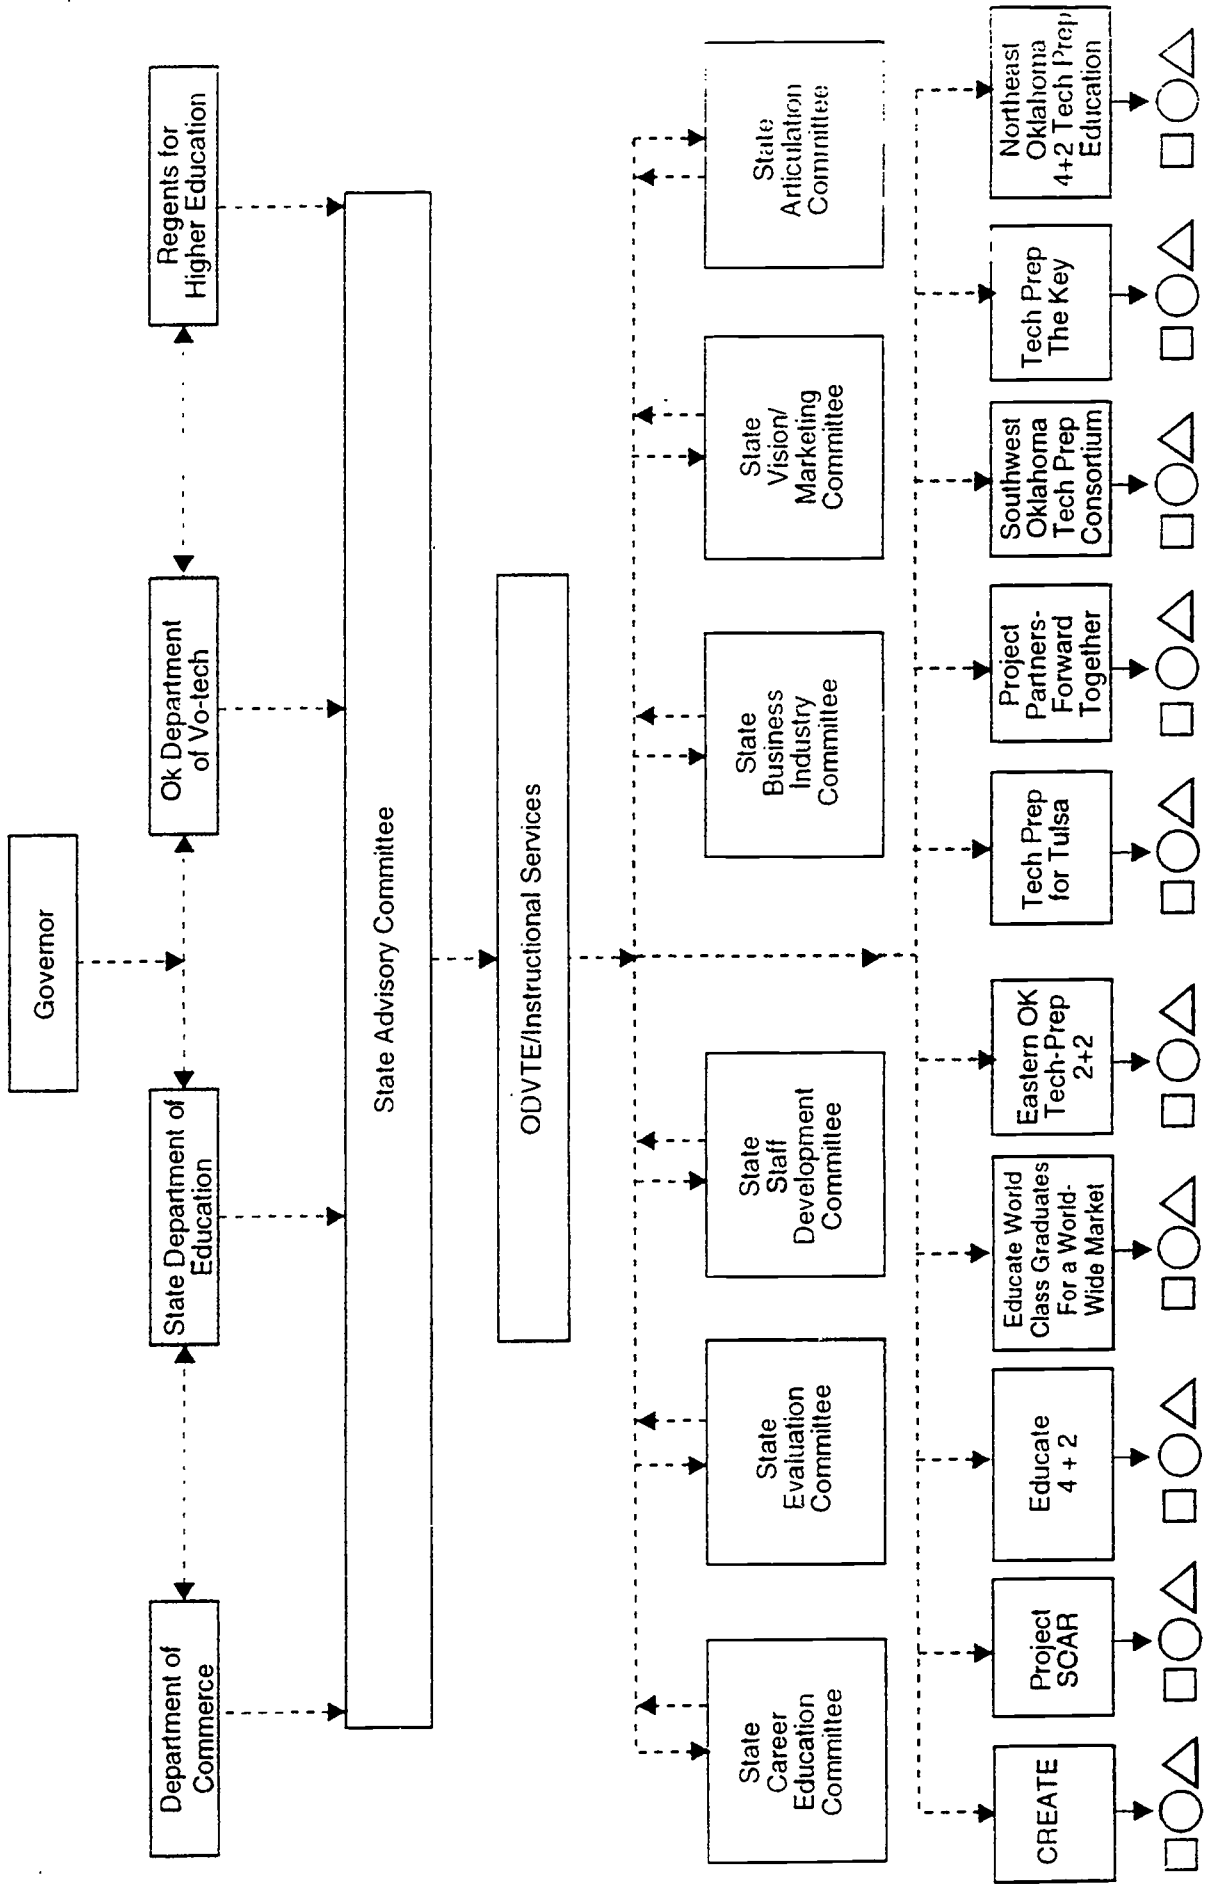 Governor
Department of
Commerce
State Department of
Education
Ok Department
of Vo-tech
Regents for
Higher Education
State Advisory Committee
ODVTE/Instructional Services
State
Career
Education
Committee
State
Evaluation
Committee
State
Staff
Development
Committee
State
Business
Industry
Committee
State
Vision/
Marketing
Committee
State
Articulation
Committee
CREATE
Project
SCAR
Educate
4 + 2
Educate World
Class Graduates
For a World-
Wide Market
Eastern OK
Tech-Prep
2+2
Tech Prep
for Tulsa
Project
Partners-
Forward
Together
Southwest
Oklahoma
Tech Prep
Consortium
Tech Prep
The Key
Northeast
Oklahoma
4+2 Tech Prep
Education